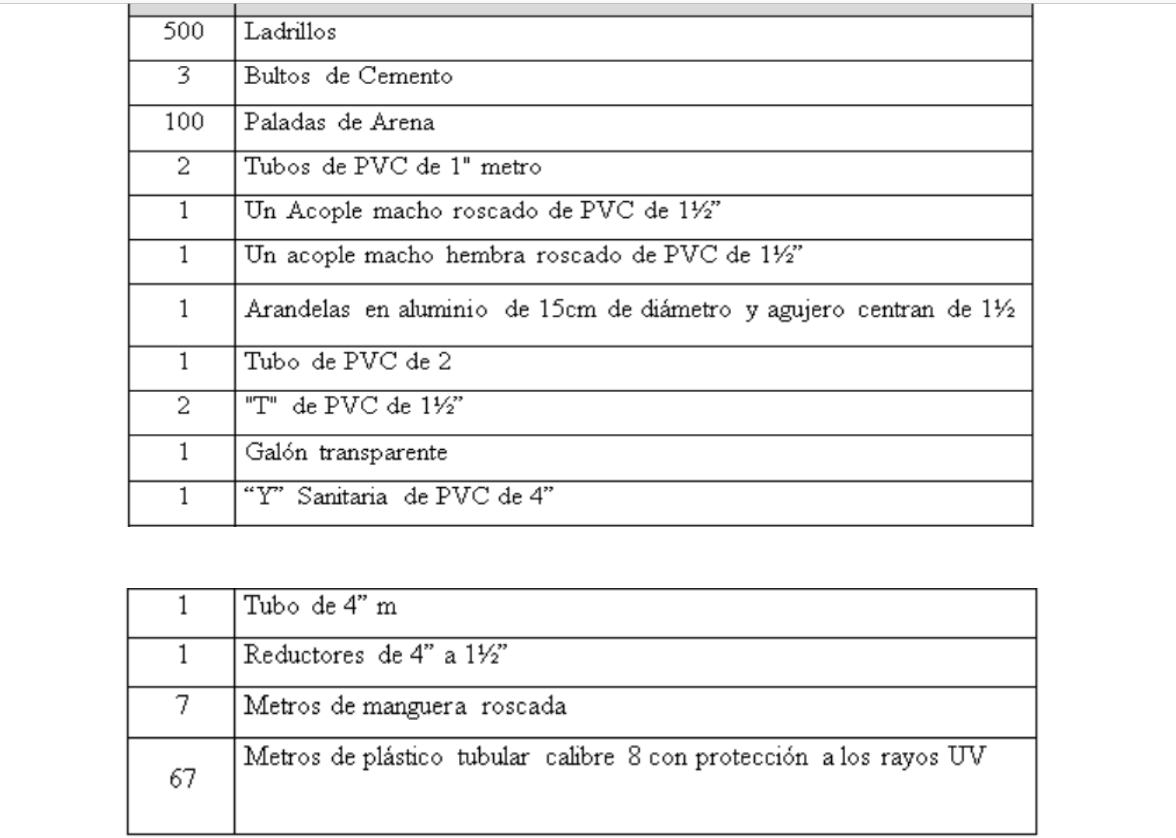 500 Ladrillos
3 Bultos de Cemento
100 Paladas de Arena
2 Tubos de PVC de 1" metro
1 Un Acople macho roscado de PVC de 1½”
1 Un acople macho hembra roscado de PVC de 1½”
1 Arandelas en aluminio de 15cm de diámetro y agujero centran de 1½
1 Tubo de PVC de 2
2 "T" de PVC de 1½”
1 Galón transparente
1 “Y” Sanitaria de PVC de 4”
1 Tubo de 4” m
1 Reductores de 4” a 1½”
7 Metros de manguera roscada
67 Metros de plástico tubular calibre 8 con protección a los rayos UV